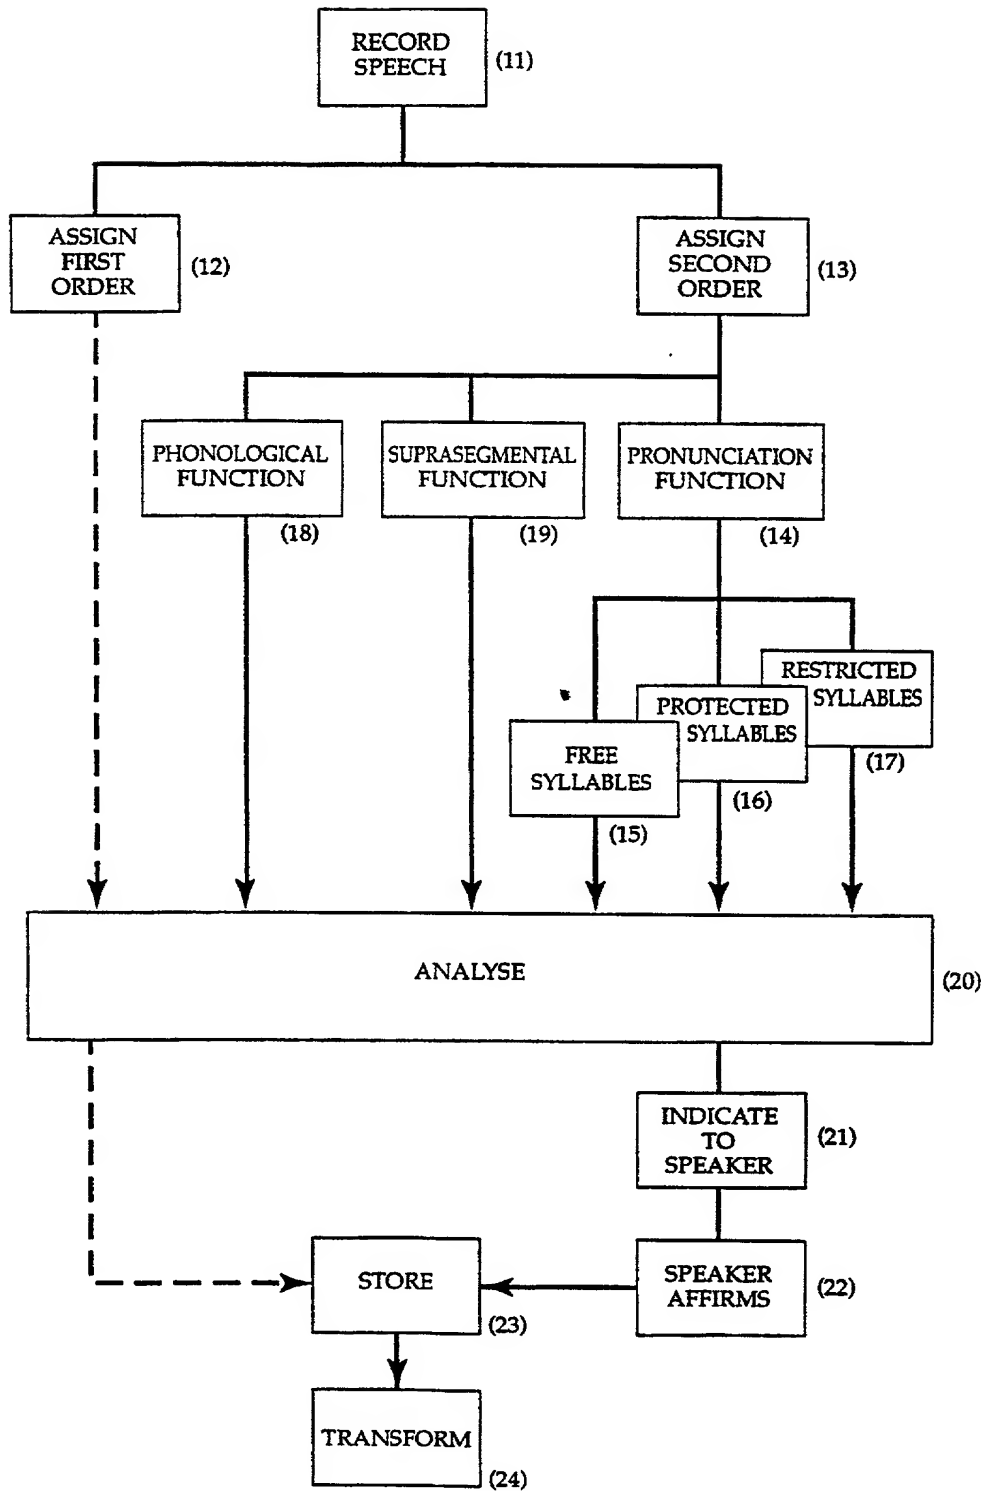 RECORD
SPEECH
(11)
ASSIGN
FIRST
ORDER
(12)
ASSIGN
SECOND
ORDER
(13)
PHONOLOGICAL
FUNCTION
(18)
SUPRASEGMENTAL
FUNCTION
(19)
PRONUNCIATION
FUNCTION
(14)
FREE
SYLLABLES
(15)
PROTECTED
SYLLABLES
(16)
RESTRICTED
SYLLABLES
(17)
ANALYSE
(20)
INDICATE
TO
SPEAKER
(21)
SPEAKER
AFFIRMS
(22)
STORE
(23)
TRANSFORM
(24)